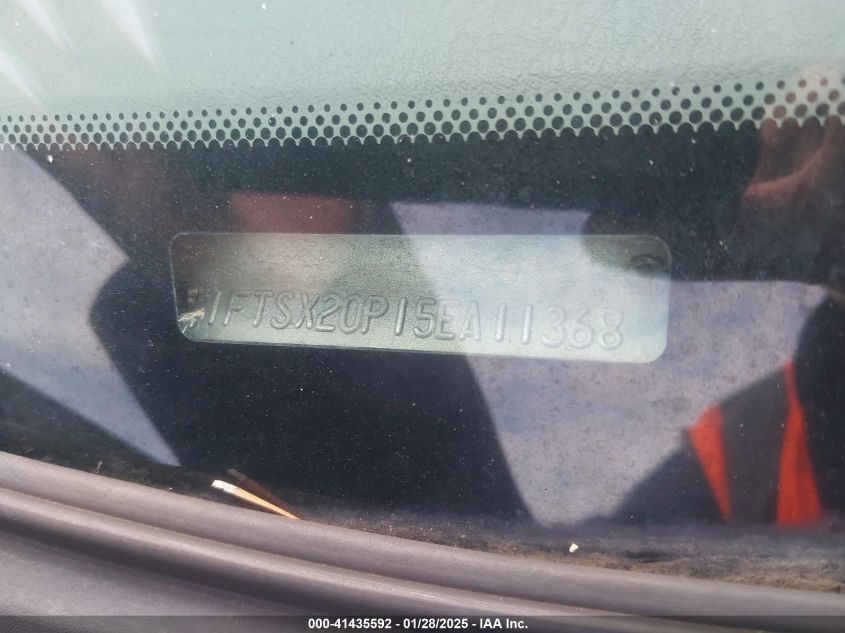 1FTSX20P15EA11368
000-41435592 - 01/28/2025 - IAA Inc.